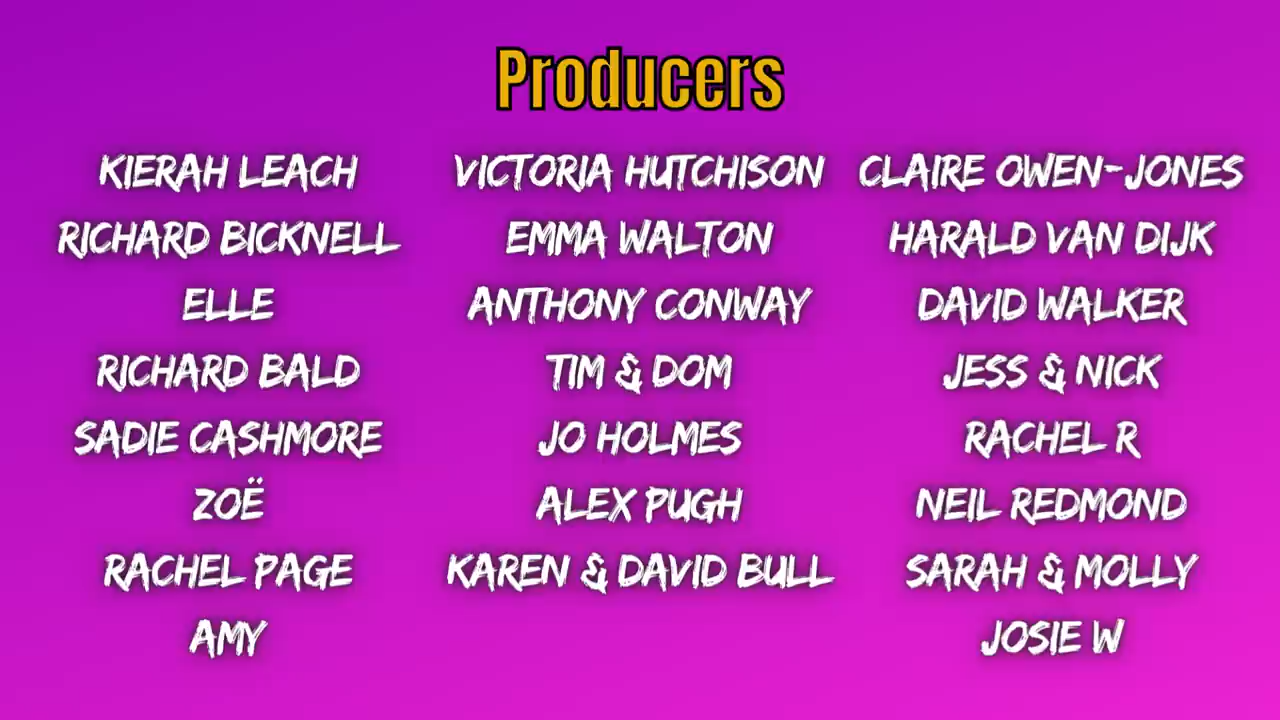 Producers
KIERAH LEACH
RICHARD BICKNELL
ELLE
RICHARD BALD
SADIE CASHMORE
ZOË
RACHEL PAGE
AMY
VICTORIA HUTCHISON
EMMA WALTON
ANTHONY CONWAY
TIM & DOM
JO HOLMES
ALEX PUGH
KAREN & DAVID BULL
CLAIRE OWEN-JONES
HARALD VAN DIJK
DAVID WALKER
JESS & NICK
RACHEL R
NEIL REDMOND
SARAH & MOLLY
JOSIE W